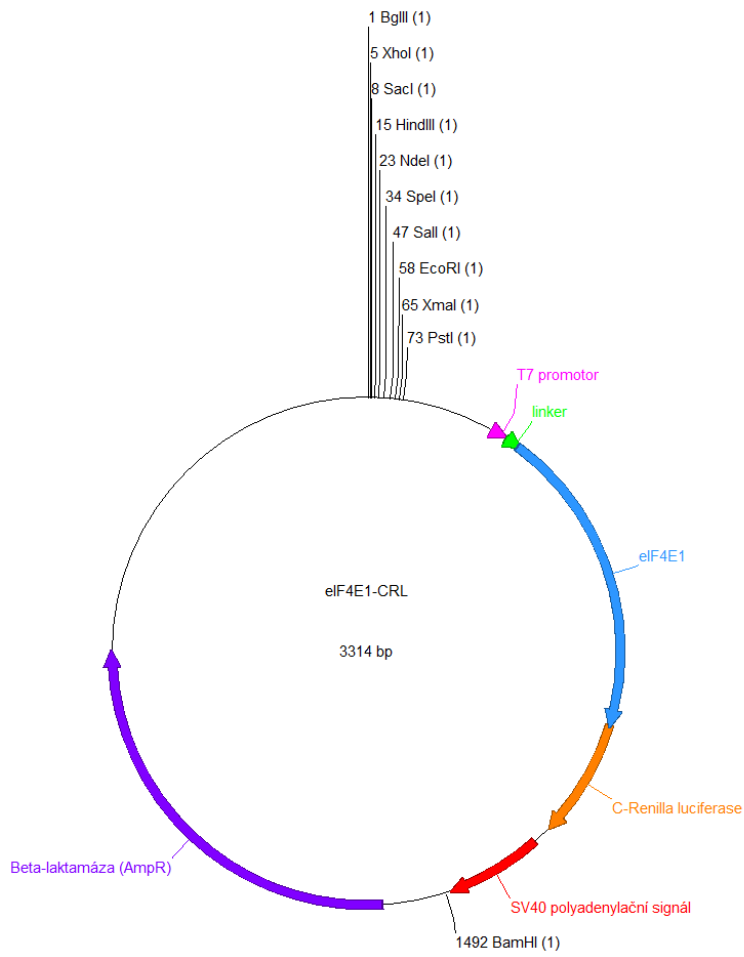 1 BglII (1)
5 XhoI (1)
8 SacI (1)
15 HindIII (1)
23 NdeI (1)
34 SpeI (1)
47 SalI (1)
58 EcoRI (1)
65 XmaI (1)
73 PstI (1)
T7 promotor
linker
eIF4E1
eIF4E1-CRL
3314 bp
C-Renilla luciferase
Beta-laktamáza (AmpR)
SV40 polyadenylační signál
1492 BamHI (1)